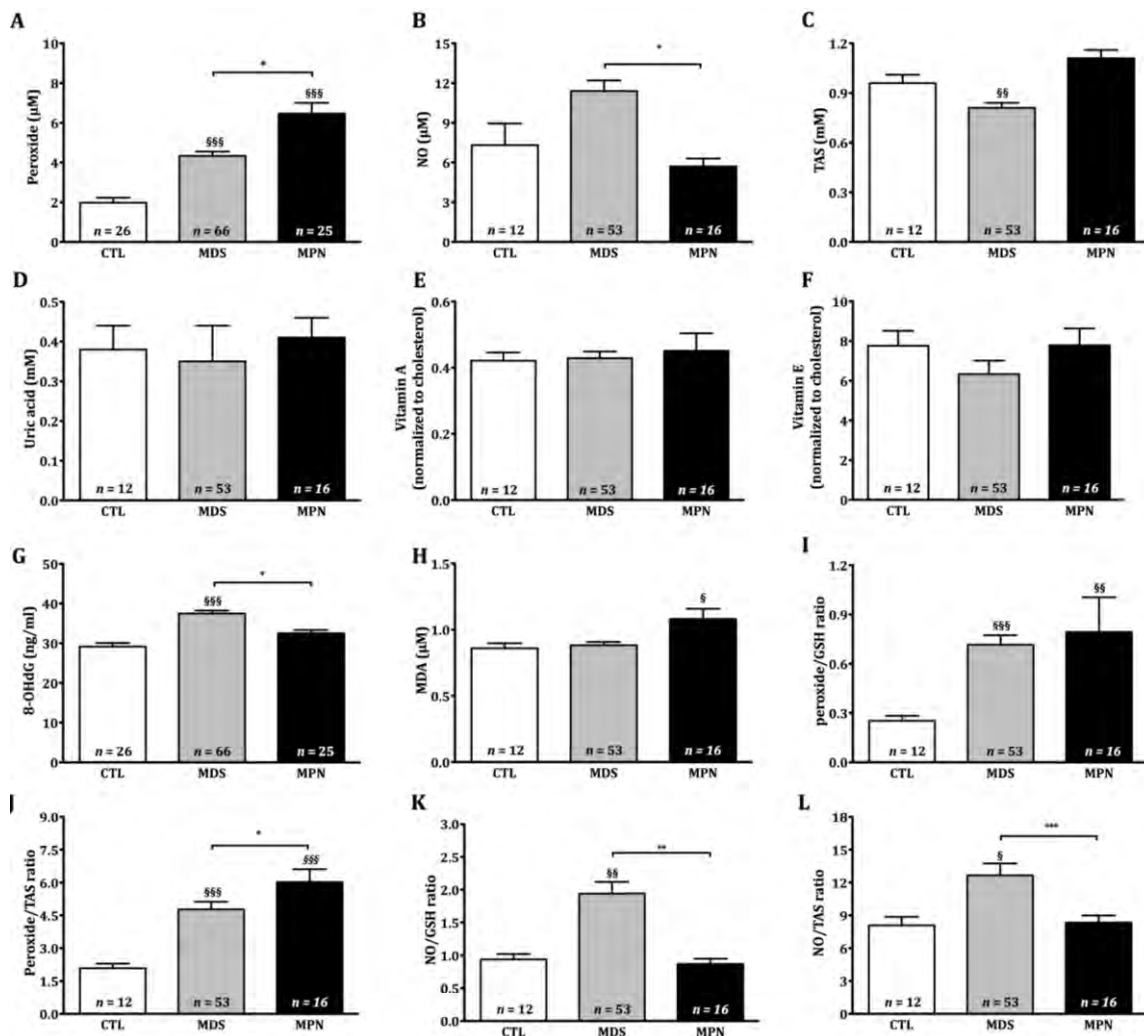 A
Peroxide (μM)
10
8
6
4
2
0
*
§§§
§§§
n = 26
n = 66
n = 25
CTL
MDS
MPN
B
NO (μM)
15
12
9
6
3
0
*
n = 12
n = 53
n = 16
CTL
MDS
MPN
C
TAS (mM)
1.2
0.9
0.6
0.3
0.0
§§
n = 12
n = 53
n = 16
CTL
MDS
MPN
D
Uric acid (mM)
0.5
0.4
0.3
0.2
0.1
0.0
n = 12
n = 53
n = 16
CTL
MDS
MPN
E
Vitamin A
(normalized to cholesterol)
0.6
0.4
0.2
0.0
n = 12
n = 53
n = 16
CTL
MDS
MPN
F
Vitamin E
(normalized to cholesterol)
10
8
6
4
2
0
n = 12
n = 53
n = 16
CTL
MDS
MPN
G
8-OHdG (ng/ml)
50
40
30
20
10
0
*
§§§
n = 26
n = 66
n = 25
CTL
MDS
MPN
H
MDA (μM)
1.5
1.0
0.5
0.0
§
n = 12
n = 53
n = 16
CTL
MDS
MPN
I
peroxide/GSH ratio
1.2
0.9
0.6
0.3
0.0
§§§
§§
n = 12
n = 53
n = 16
CTL
MDS
MPN
J
Peroxide/TAS ratio
9.0
7.5
6.0
4.5
3.0
1.5
0.0
*
§§§
§§§
n = 12
n = 53
n = 16
CTL
MDS
MPN
K
NO/GSH ratio
3.0
2.5
2.0
1.5
1.0
0.5
0.0
**
§§
n = 12
n = 53
n = 16
CTL
MDS
MPN
L
NO/TAS ratio
18
15
12
9
6
3
0
***
§
n = 12
n = 53
n = 16
CTL
MDS
MPN